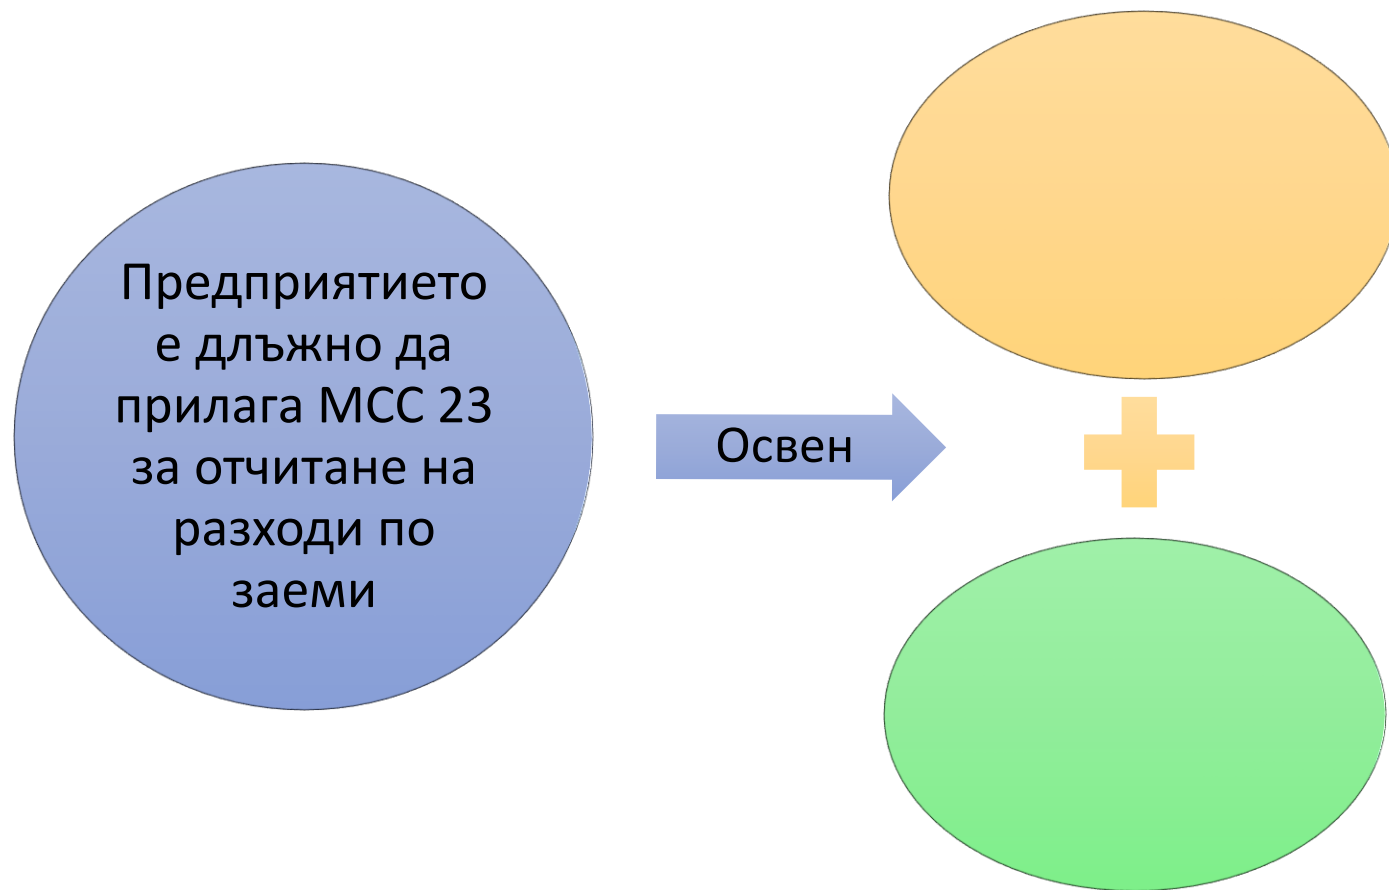 Предприятието
е длъжно да
прилага МСС 23
за отчитане на
разходи по
заеми
Освен